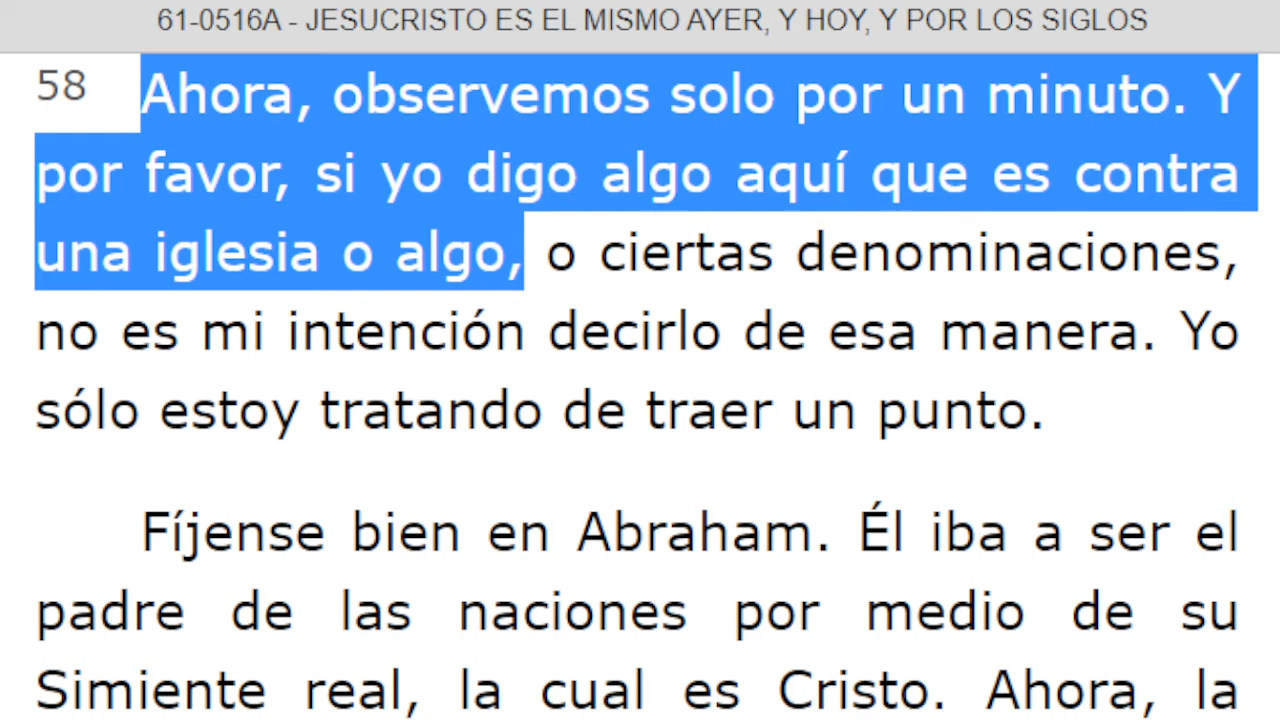 61-0516A - JESUCRISTO ES EL MISMO AYER, Y HOY, Y POR LOS SIGLOS
58 Ahora, observemos solo por un minuto. Y
por favor, si yo digo algo aquí que es contra
una iglesia o algo, o ciertas denominaciones,
no es mi intención decirlo de esa manera. Yo
sólo estoy tratando de traer un punto.
Fíjense bien en Abraham. Él iba a ser el
padre de las naciones por medio de su
Simiente real, la cual es Cristo. Ahora, la